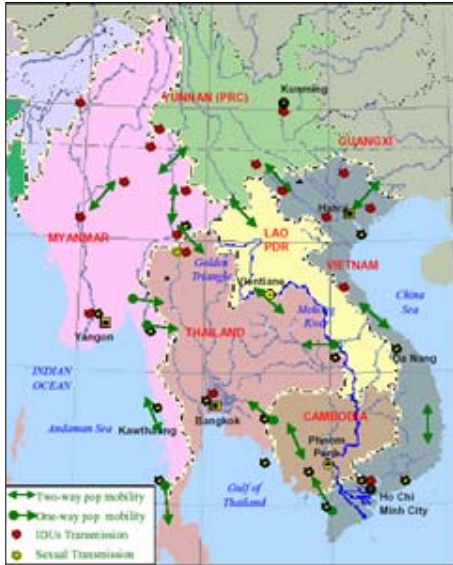 Kunming
YUNNAN (PRC)
GUANGXI
Hanoi
MYANMAR
LAO
PDR
VIETNAM
Golden
Triangle
Vientiane
China
Sea
Mekong
River
Yangon
THAILAND
Da Nang
INDIAN
OCEAN
Andaman Sea
Kawthaung
Bangkok
CAMBODIA
Phnom
Penh
Gulf of
Thailand
Ho Chi
Minh City
Two-way pop mobility
One-way pop mobility
IDUs Transmission
Sexual Transmission